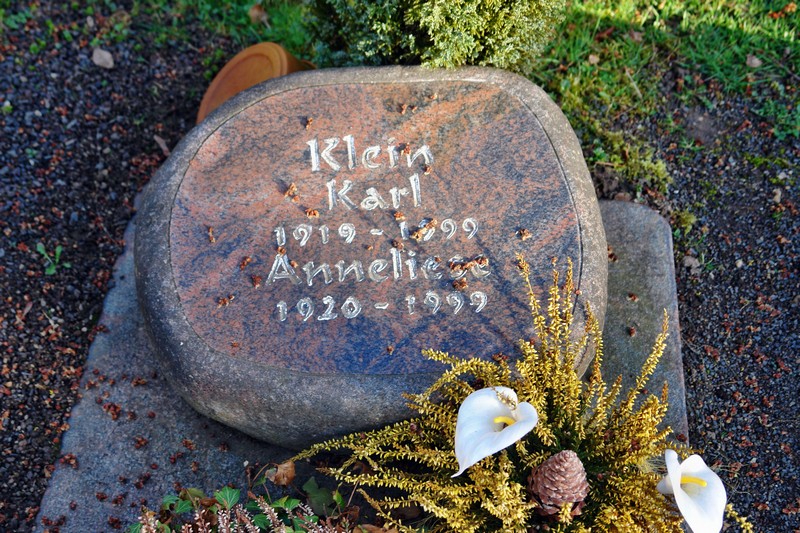 Klein
Karl
1919 - 1999
Anneliese
1920 - 1999